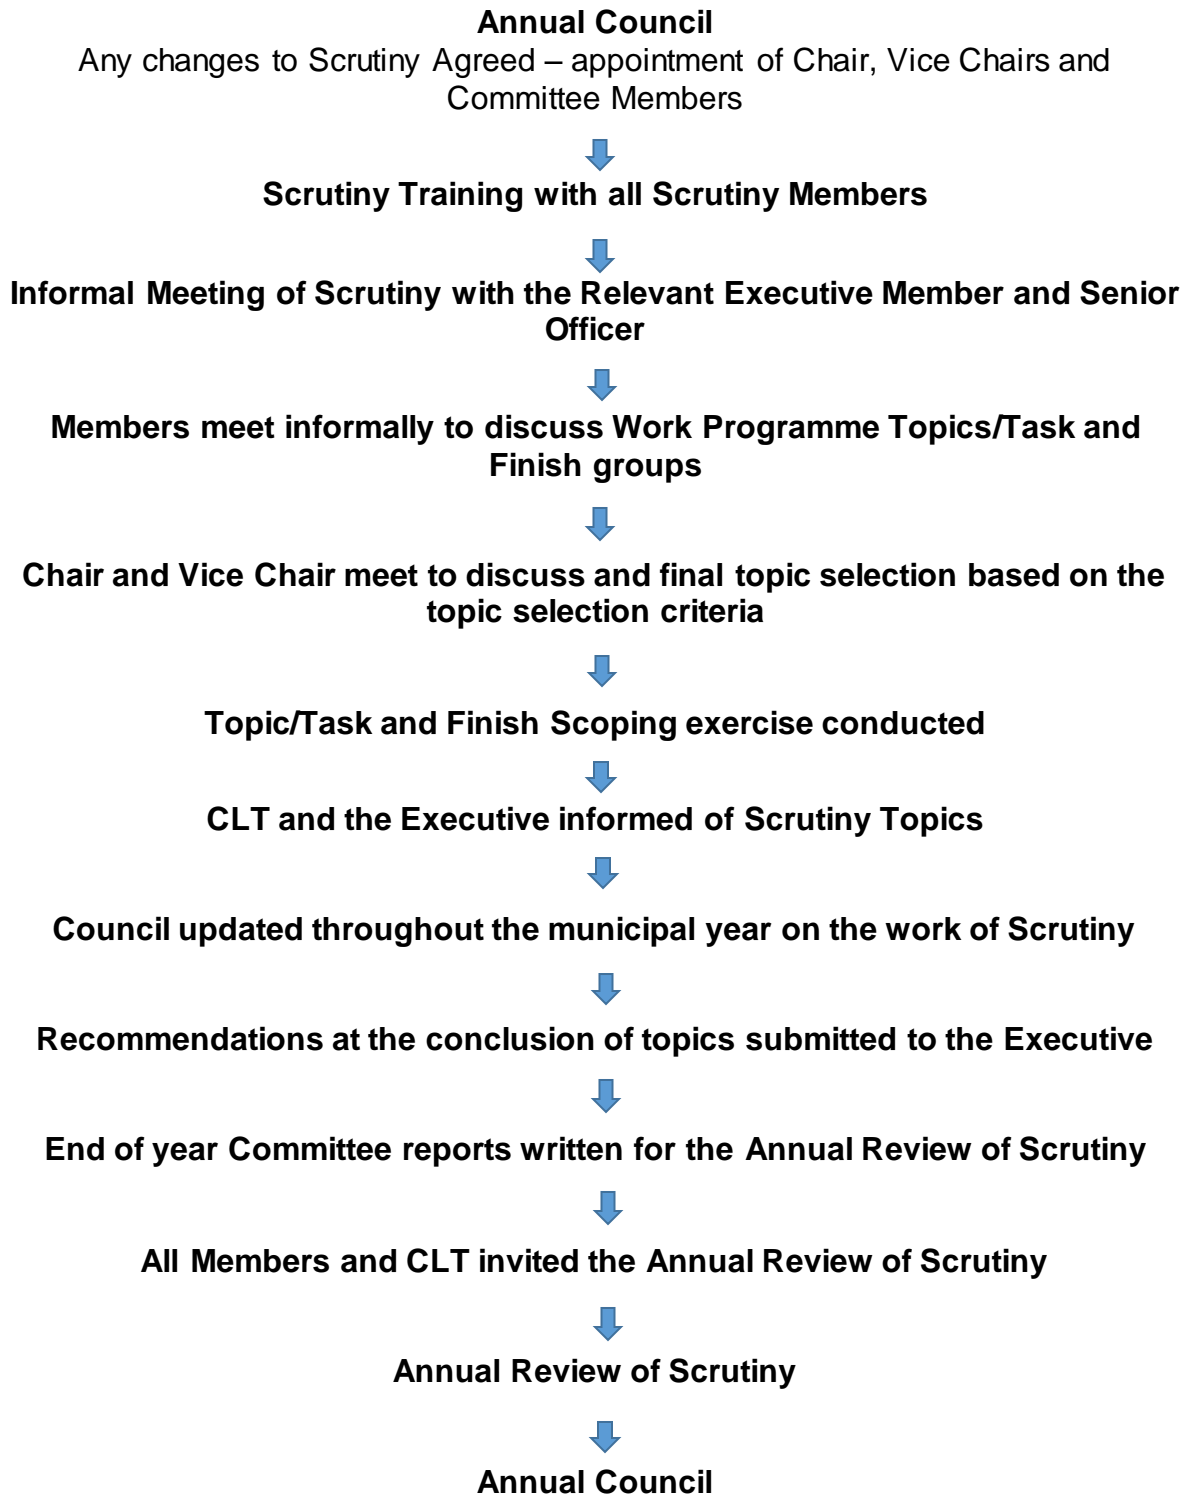 Annual Council
Any changes to Scrutiny Agreed – appointment of Chair, Vice Chairs and
Committee Members
Scrutiny Training with all Scrutiny Members
Informal Meeting of Scrutiny with the Relevant Executive Member and Senior
Officer
Members meet informally to discuss Work Programme Topics/Task and
Finish groups
Chair and Vice Chair meet to discuss and final topic selection based on the
topic selection criteria
Topic/Task and Finish Scoping exercise conducted
CLT and the Executive informed of Scrutiny Topics
Council updated throughout the municipal year on the work of Scrutiny
Recommendations at the conclusion of topics submitted to the Executive
End of year Committee reports written for the Annual Review of Scrutiny
All Members and CLT invited the Annual Review of Scrutiny
Annual Review of Scrutiny
Annual Council